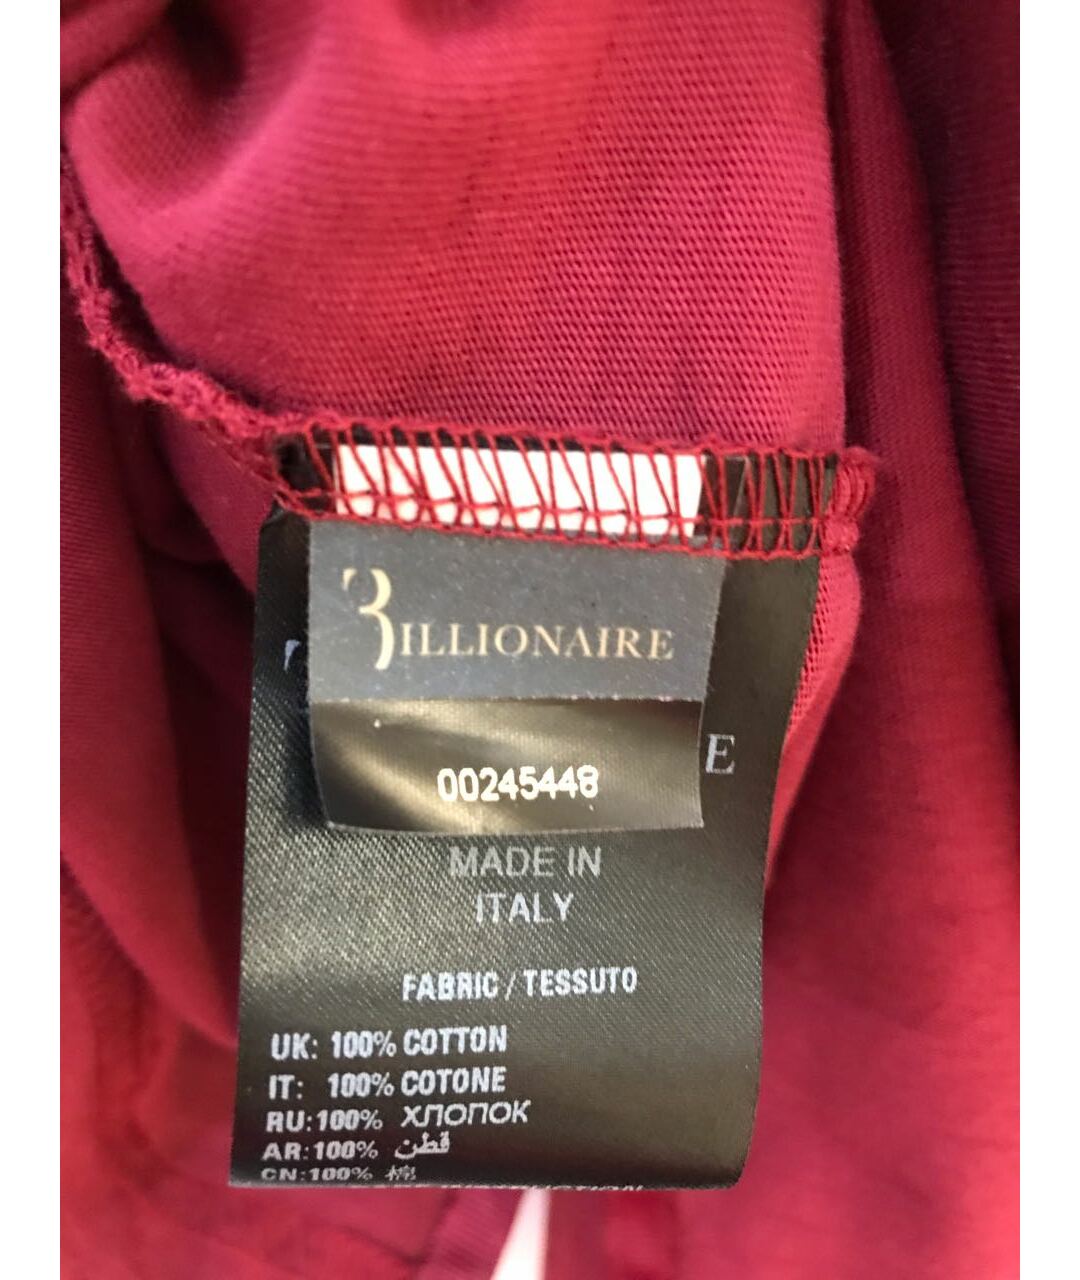 BILLIONAIRE
E
00245448
MADE IN
ITALY
FABRIC / TESSUTO
UK: 100% COTTON
IT: 100% COTONE
RU:100% ХЛОПОК
AR:100% قطن
CN:100% 棉